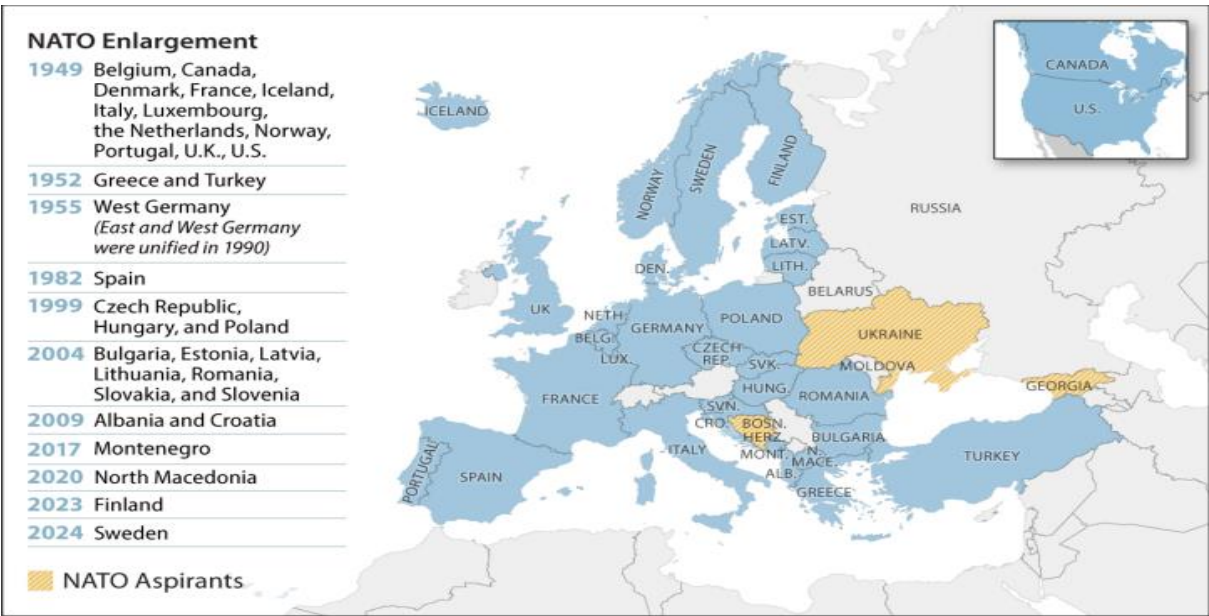 NATO Enlargement
1949 Belgium, Canada,
Denmark, France, Iceland,
Italy, Luxembourg,
the Netherlands, Norway,
Portugal, U.K., U.S.
1952 Greece and Turkey
1955 West Germany
(East and West Germany
were unified in 1990)
1982 Spain
1999 Czech Republic,
Hungary, and Poland
2004 Bulgaria, Estonia, Latvia,
Lithuania, Romania,
Slovakia, and Slovenia
2009 Albania and Croatia
2017 Montenegro
2020 North Macedonia
2023 Finland
2024 Sweden
NATO Aspirants
CANADA
U.S.
ICELAND
NORWAY
SWEDEN
FINLAND
RUSSIA
EST.
LATV.
LITH.
DEN.
BELARUS
UK
NETH.
BELG.
LUX.
GERMANY
POLAND
UKRAINE
CZECH
REP.
SVK.
MOLDOVA
HUNG.
ROMANIA
GEORGIA
FRANCE
SVN.
CRO.
BOSN.
HERZ.
BULGARIA
ITALY
MONT.
N.
MACE.
ALB.
GREECE
TURKEY
PORTUGAL
SPAIN